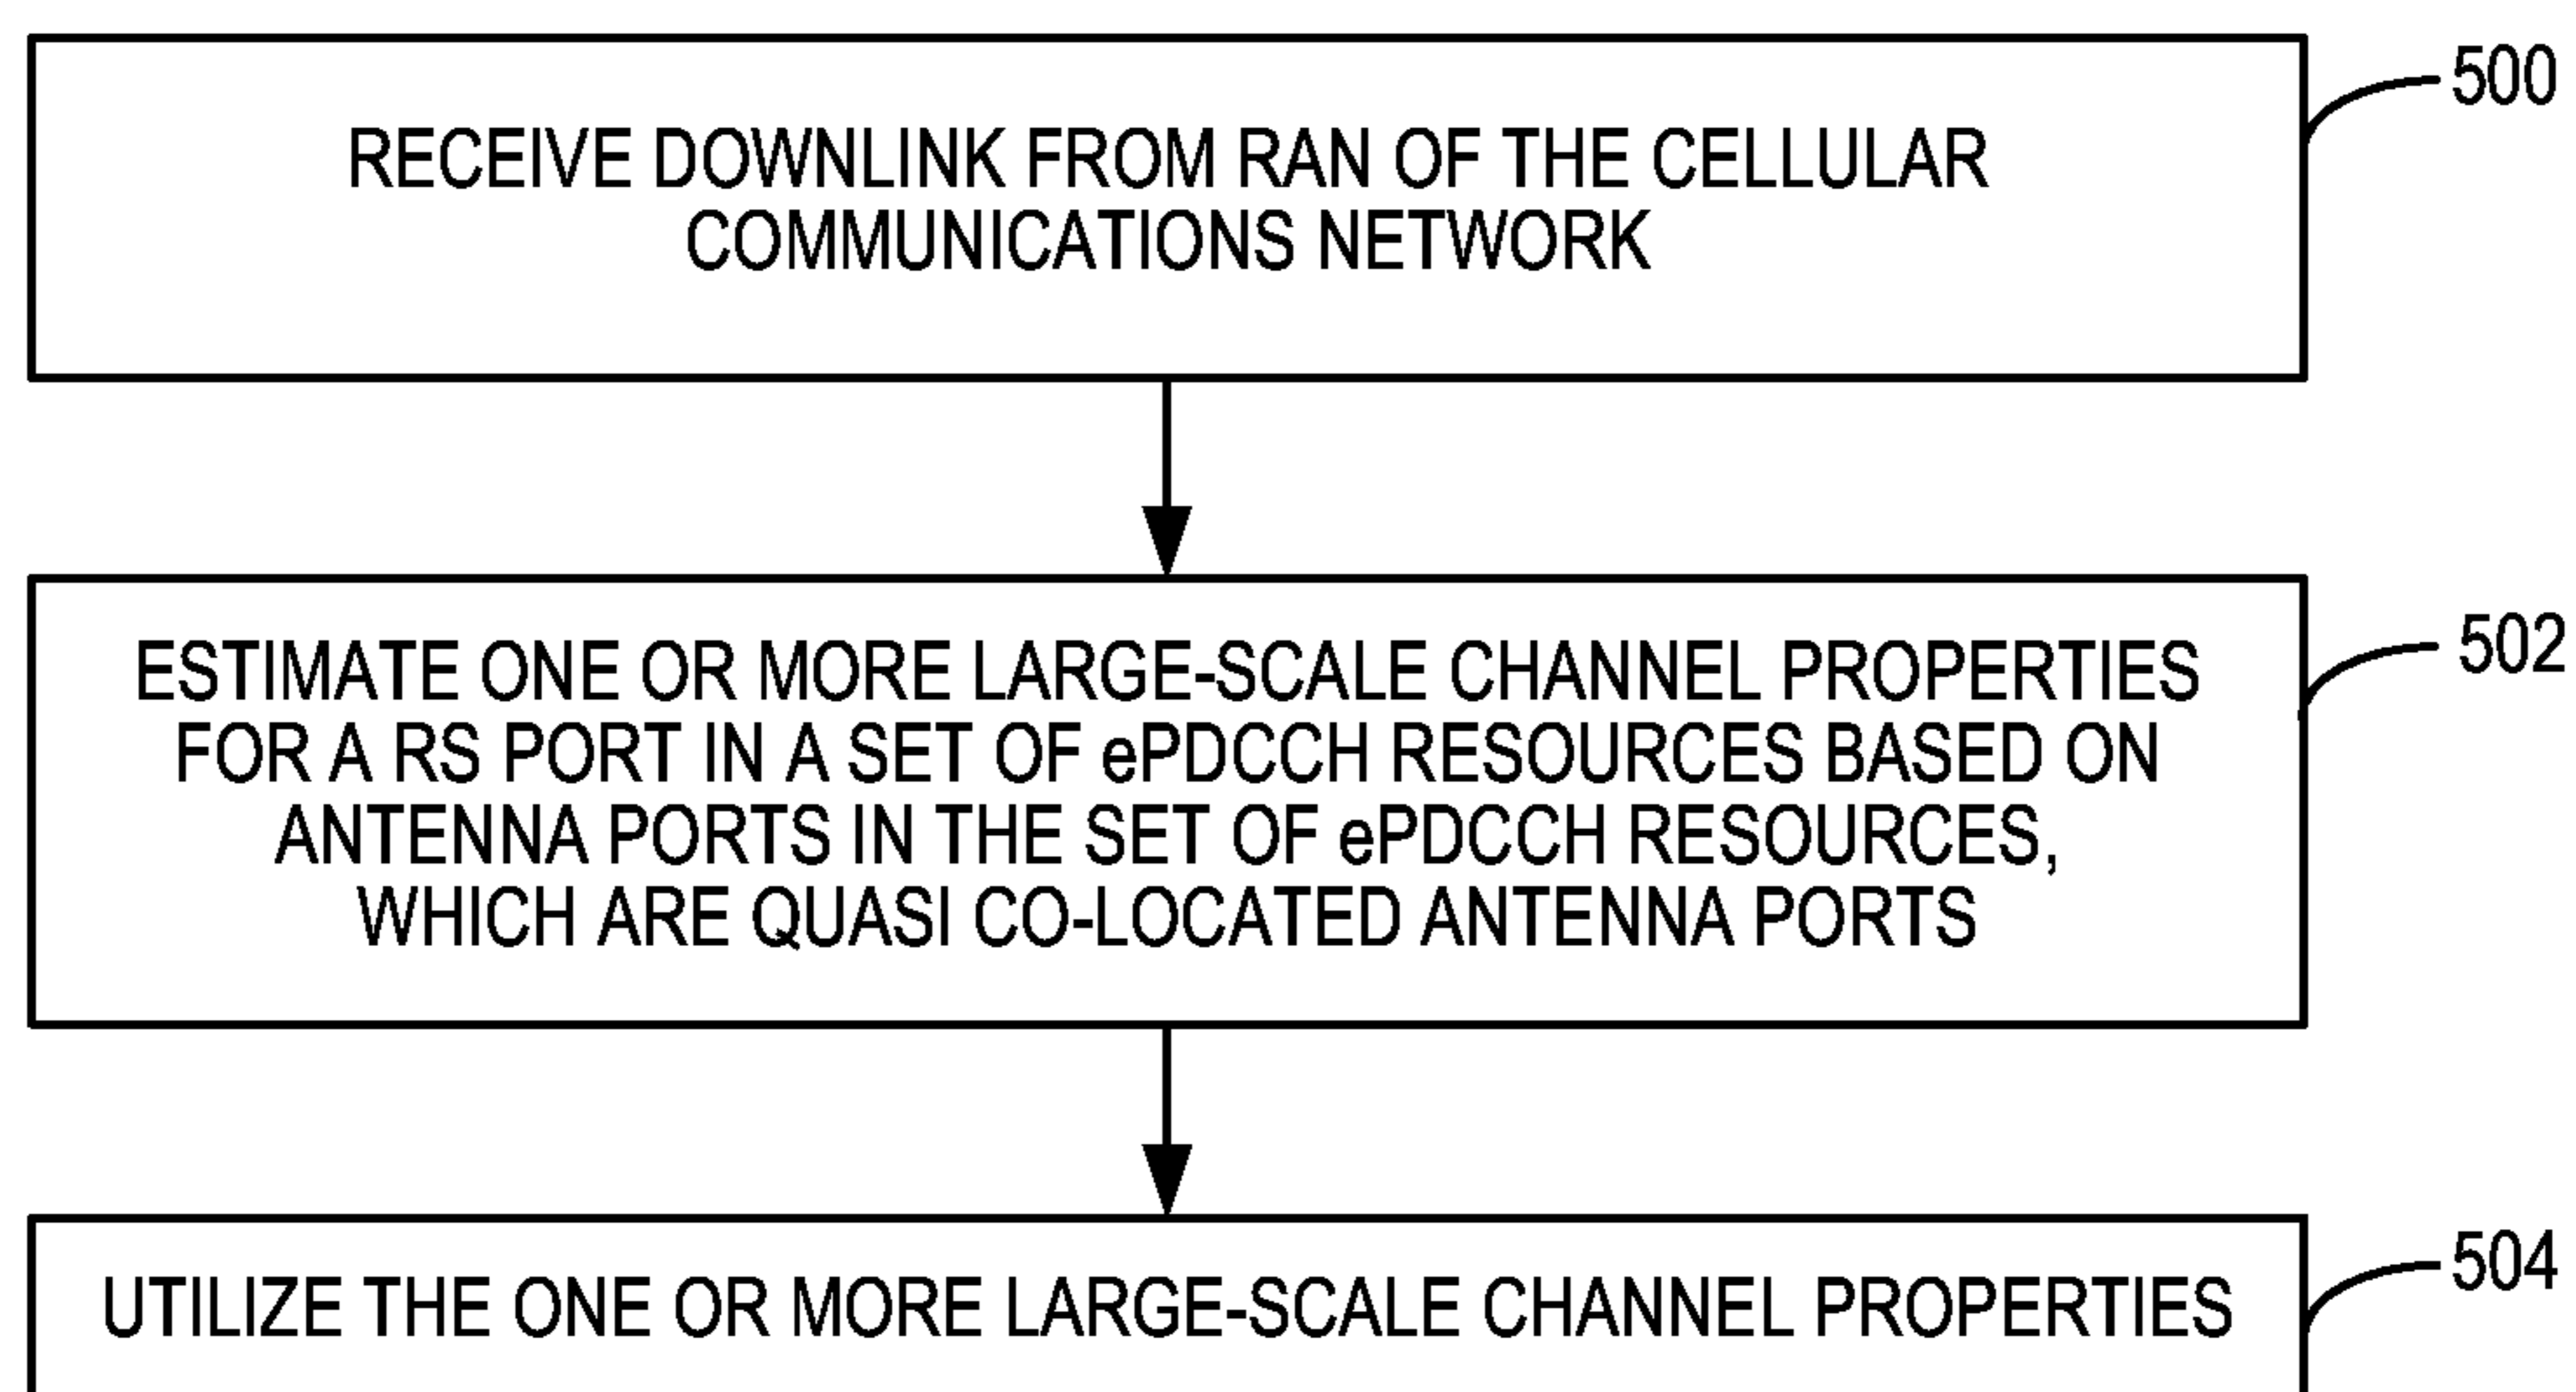 RECEIVE DOWNLINK FROM RAN OF THE CELLULAR
COMMUNICATIONS NETWORK
500
ESTIMATE ONE OR MORE LARGE-SCALE CHANNEL PROPERTIES
FOR A RS PORT IN A SET OF ePDCCH RESOURCES BASED ON
ANTENNA PORTS IN THE SET OF ePDCCH RESOURCES,
WHICH ARE QUASI CO-LOCATED ANTENNA PORTS
502
UTILIZE THE ONE OR MORE LARGE-SCALE CHANNEL PROPERTIES
504